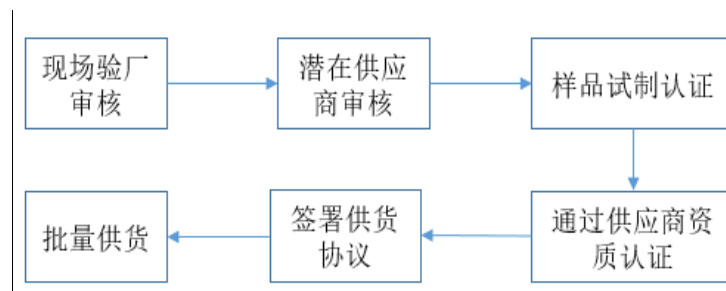 现场验厂
审核
潜在供应
商审核
样品试制认证
通过供应商资
质认证
签署供货
协议
批量供货